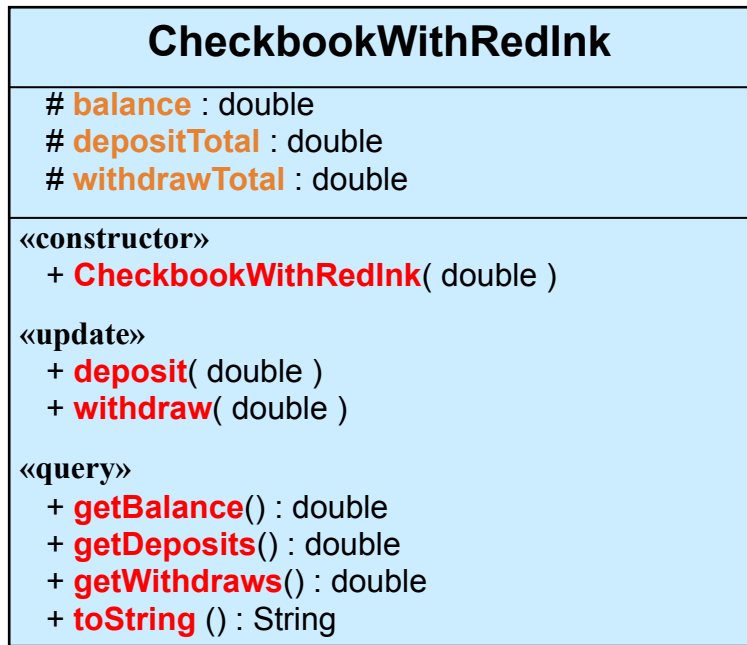 CheckbookWithRedInk
# balance : double
# depositTotal : double
# withdrawTotal : double
«constructor»
+ CheckbookWithRedInk( double )
«update»
+ deposit( double )
+ withdraw( double )
«query»
+ getBalance() : double
+ getDeposits() : double
+ getWithdraws() : double
+ toString () : String